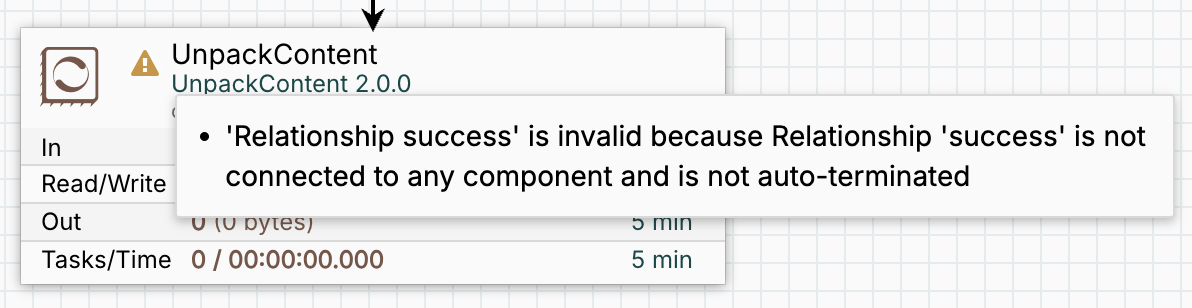 UnpackContent
UnpackContent 2.0.0
• 'Relationship success' is invalid because Relationship 'success' is not
connected to any component and is not auto-terminated
In
Read/Write
Out 0 (0 bytes) 5 min
Tasks/Time 0 / 00:00:00.000 5 min